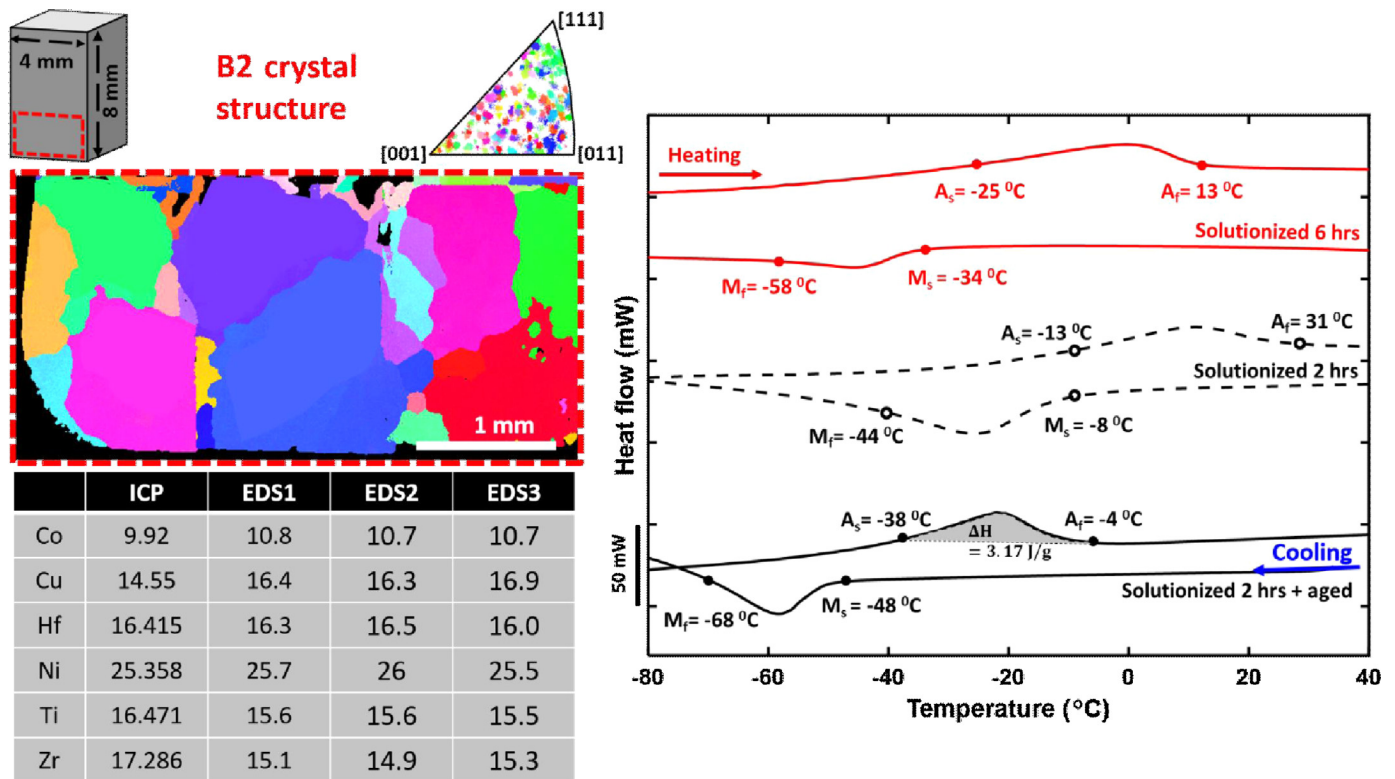 4 mm
8 mm
B2 crystal
structure
[111]
[001]
[011]
1 mm
ICP EDS1 EDS2 EDS3
Co 9.92 10.8 10.7 10.7
Cu 14.55 16.4 16.3 16.9
Hf 16.415 16.3 16.5 16.0
Ni 25.358 25.7 26 25.5
Ti 16.471 15.6 15.6 15.5
Zr 17.286 15.1 14.9 15.3
Heating
As= -25 ⁰C
Af= 13 ⁰C
Solutionized 6 hrs
Mf= -58 ⁰C
Ms= -34 ⁰C
As= -13 ⁰C
Af= 31 ⁰C
Solutionized 2 hrs
Mf= -44 ⁰C
Ms= -8 ⁰C
As= -38 ⁰C
Af= -4 ⁰C
ΔH
= 3.17 J/g
Cooling
Solutionized 2 hrs + aged
Mf= -68 ⁰C
Ms= -48 ⁰C
50 mW
Heat flow (mW)
-80 -60 -40 -20 0 20 40
Temperature (°C)